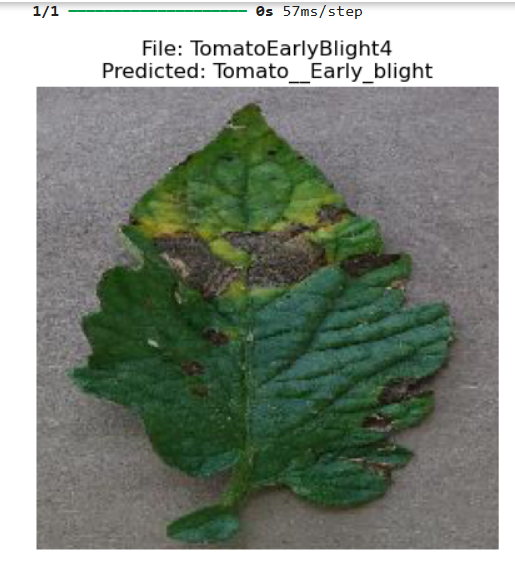 1/1 ━━━━━━━━━━━━━━━━━━━━ 0s 57ms/step
File: TomatoEarlyBlight4
Predicted: Tomato__Early_blight